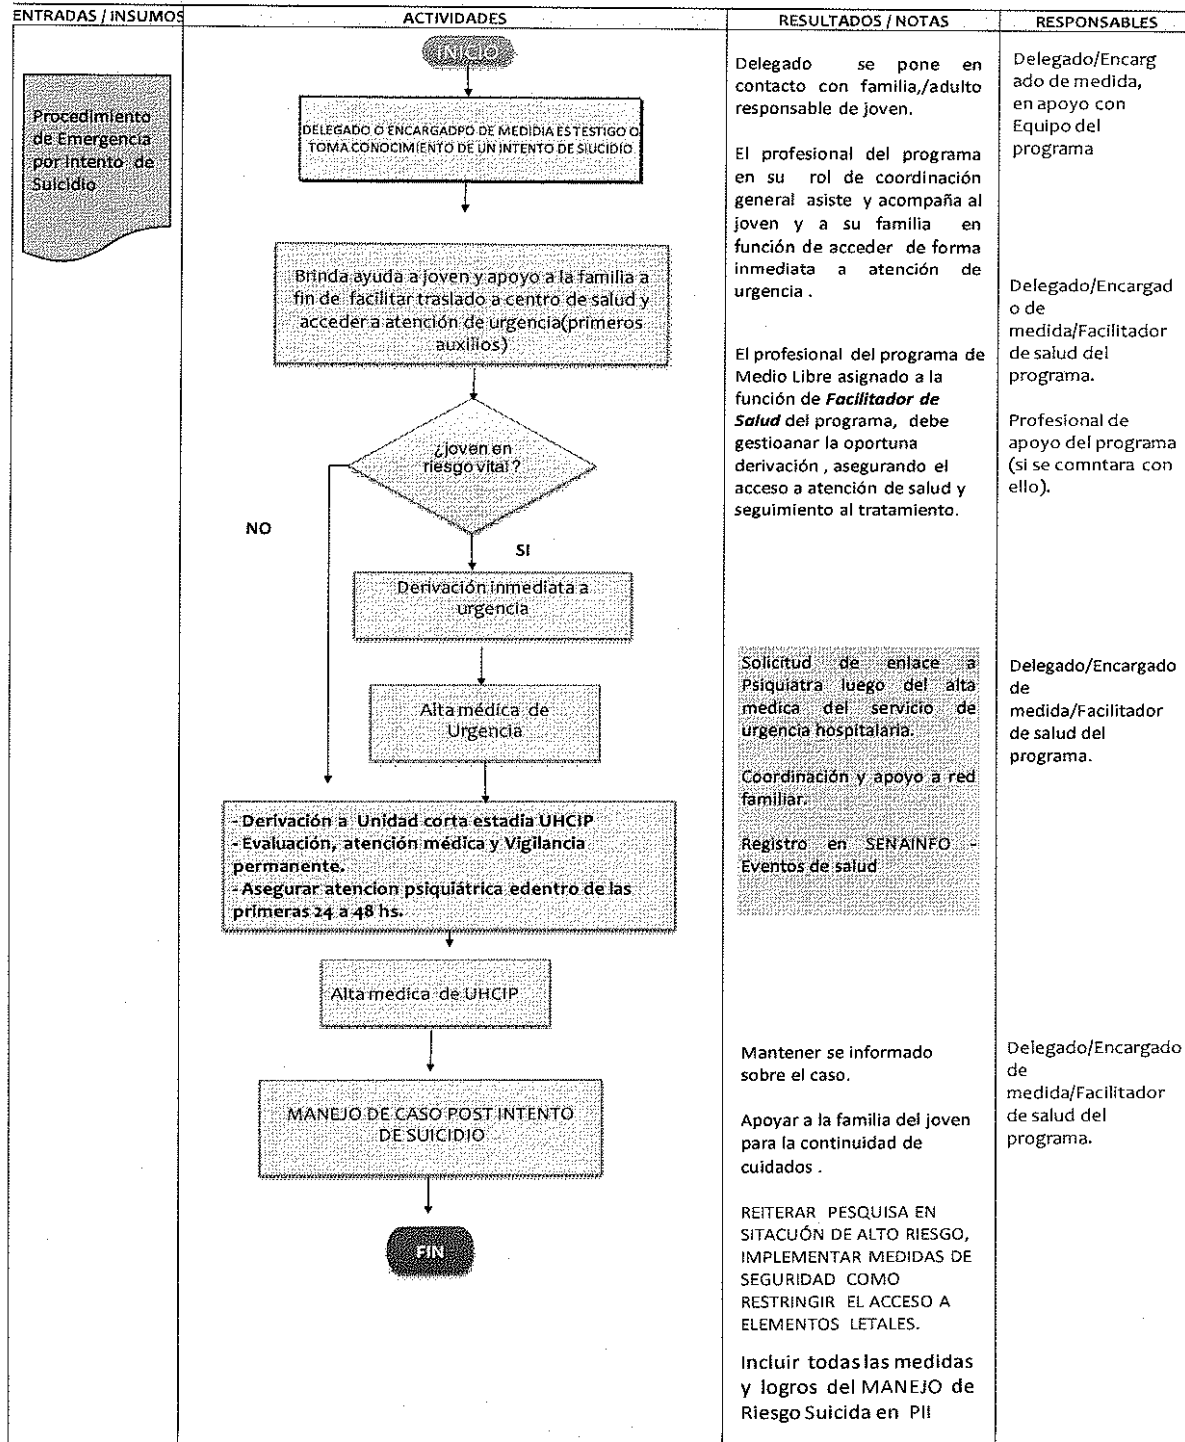 ENTRADAS / INSUMOS
ACTIVIDADES
RESULTADOS / NOTAS
RESPONSABLES
Procedimiento
de Emergencia
por Intento de
Suicidio
INICIO
DELEGADO O ENCARGADPO DE MEDIDIA ES TESTIGO O
TOMA CONOCIMIENTO DE UN INTENTO DE SIUCIDIO
Brinda ayuda a joven y apoyo a la familia a
fin de facilitar traslado a centro de salud y
acceder a atención de urgencia(primeros
auxilios)
¿joven en
riesgo vital ?
NO
SI
Derivación inmediata a
urgencia
Alta médica de
Urgencia
- Derivación a Unidad corta estadia UHCIP
- Evaluación, atención médica y Vigilancia
permanente.
- Asegurar atencion psiquiátrica edentro de las
primeras 24 a 48 hs.
Alta medica de UHCIP
MANEJO DE CASO POST INTENTO
DE SUICIDIO
FIN
Delegado se pone en
contacto con familia,/adulto
responsable de joven.
El profesional del programa
en su rol de coordinación
general asiste y acompaña al
joven y a su familia en
función de acceder de forma
inmediata a atención de
urgencia .
El profesional del programa de
Medio Libre asignado a la
función de Facilitador de
Salud del programa, debe
gestioanar la oportuna
derivación , asegurando el
acceso a atención de salud y
seguimiento al tratamiento.
Solicitud de enlace a
Psiquiatra luego del alta
medica del servicio de
urgencia hospitalaria.
Coordinación y apoyo a red
familiar.
Registro en SENAINFO -
Eventos de salud
Mantener se informado
sobre el caso.
Apoyar a la familia del joven
para la continuidad de
cuidados .
REITERAR PESQUISA EN
SITACUÓN DE ALTO RIESGO,
IMPLEMENTAR MEDIDAS DE
SEGURIDAD COMO
RESTRINGIR EL ACCESO A
ELEMENTOS LETALES.
Incluir todas las medidas
y logros del MANEJO de
Riesgo Suicida en PII
Delegado/Encarg
ado de medida,
en apoyo con
Equipo del
programa
Delegado/Encargad
o de
medida/Facilitador
de salud del
programa.
Profesional de
apoyo del programa
(si se comntara con
ello).
Delegado/Encargado
de
medida/Facilitador
de salud del
programa.
Delegado/Encargado
de
medida/Facilitador
de salud del
programa.